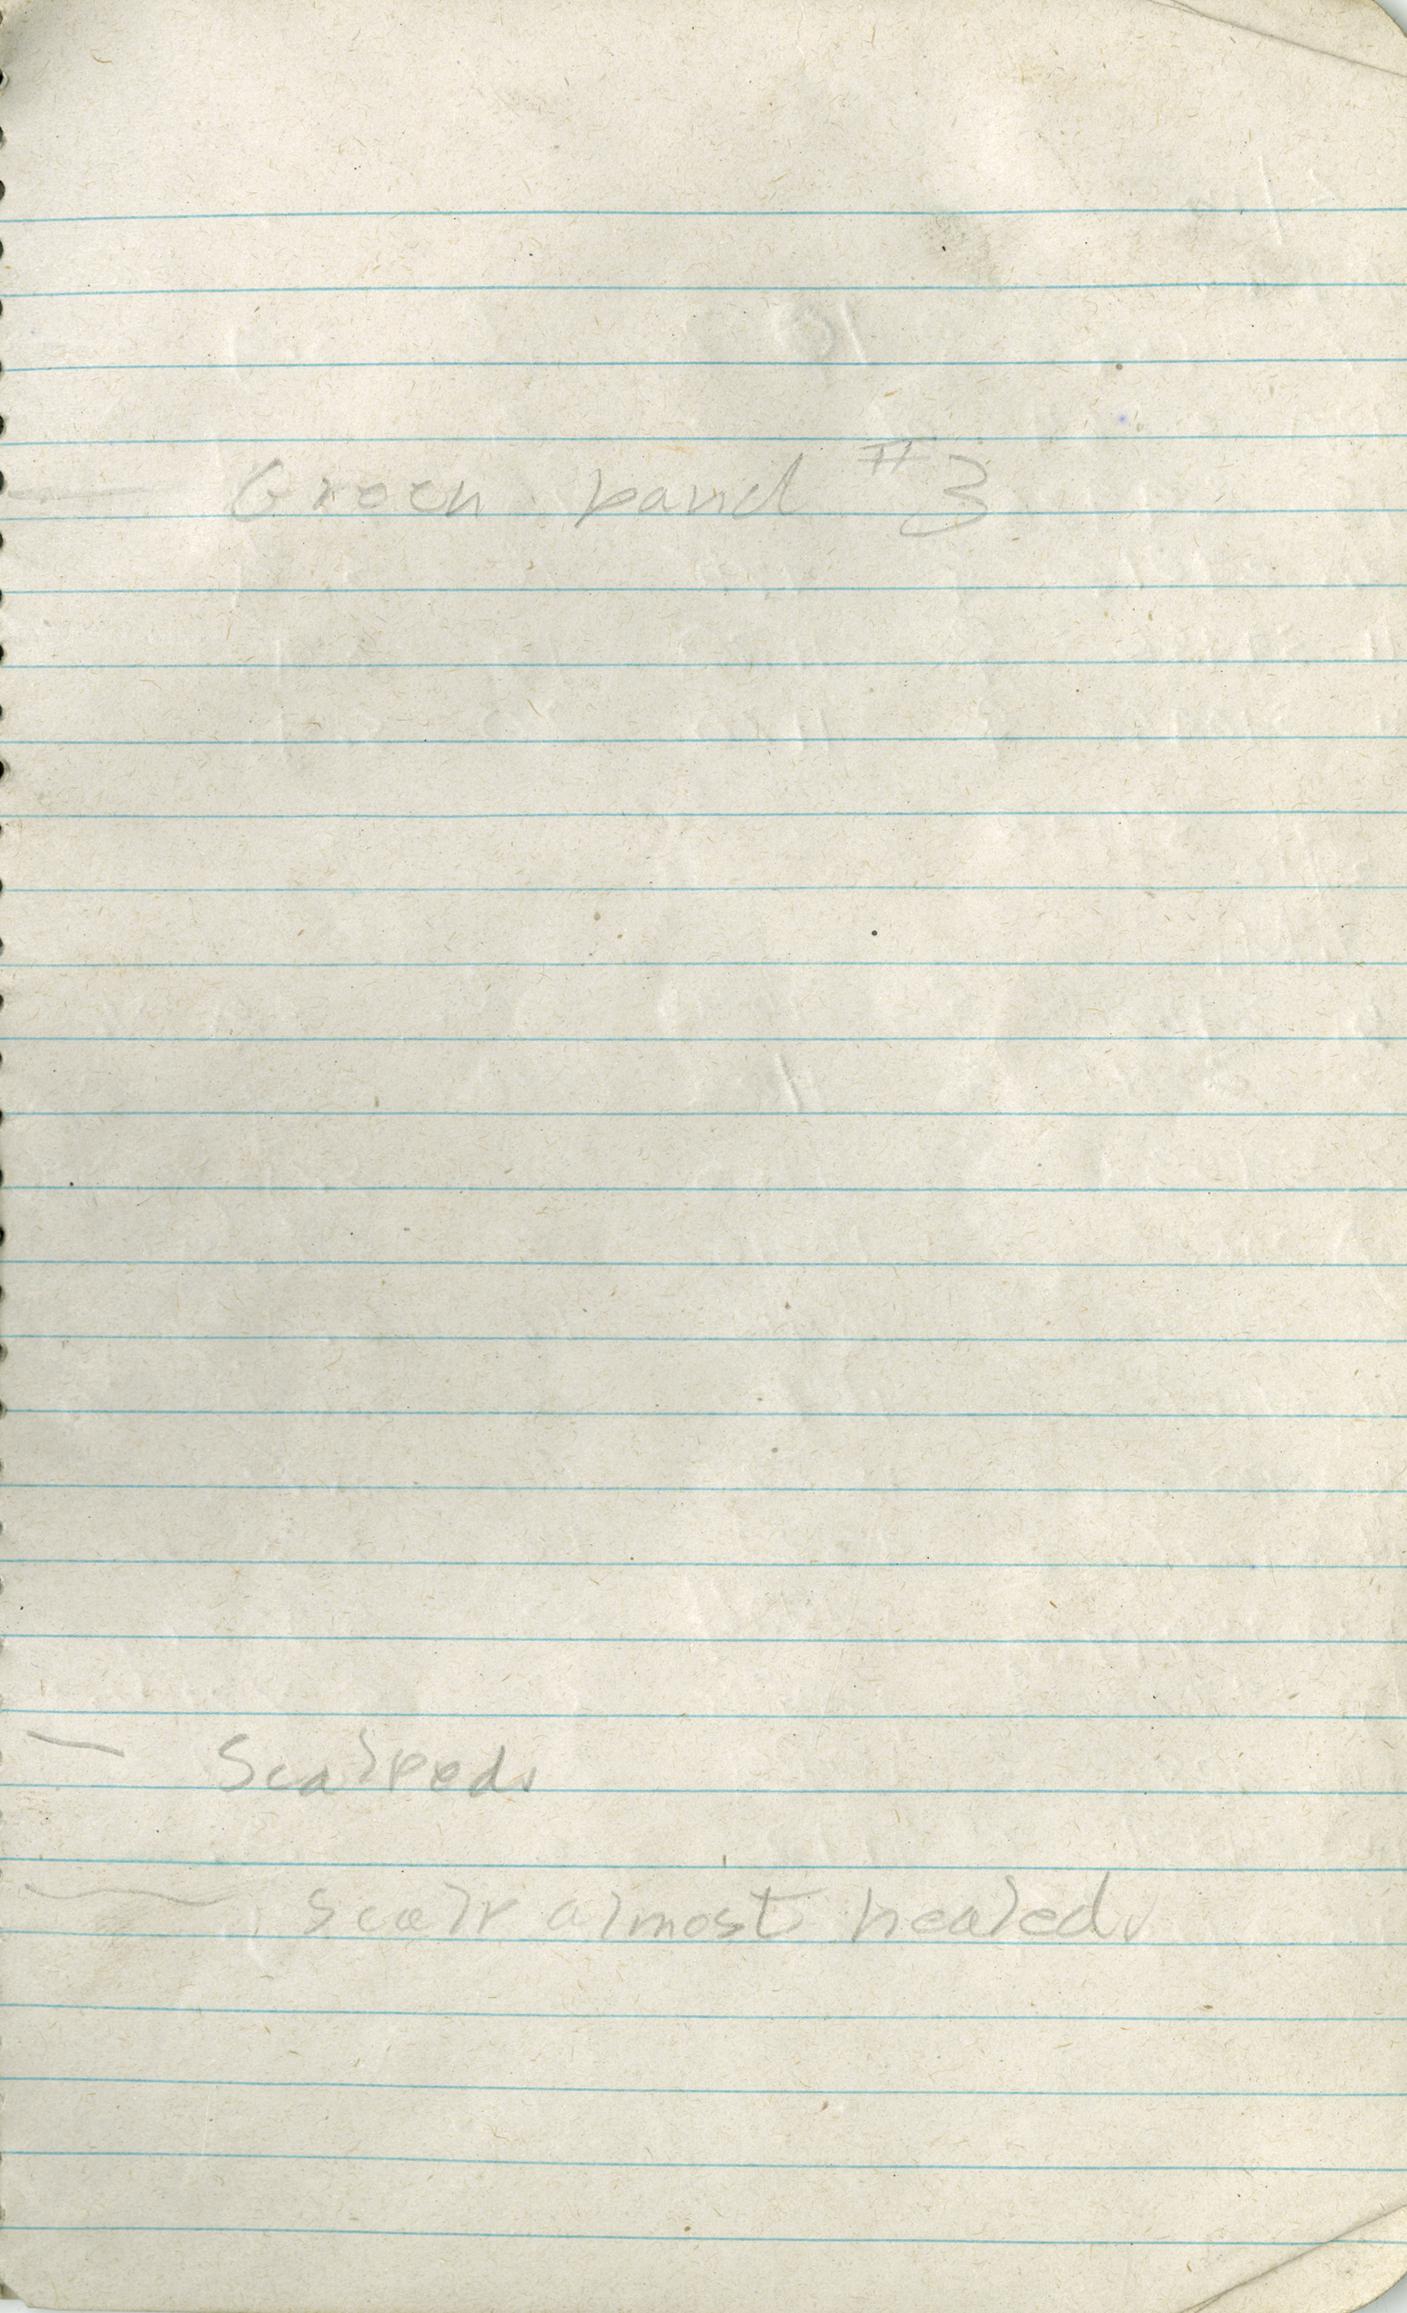 — Green band #3
— Scalped.
— Scalp almost healed.